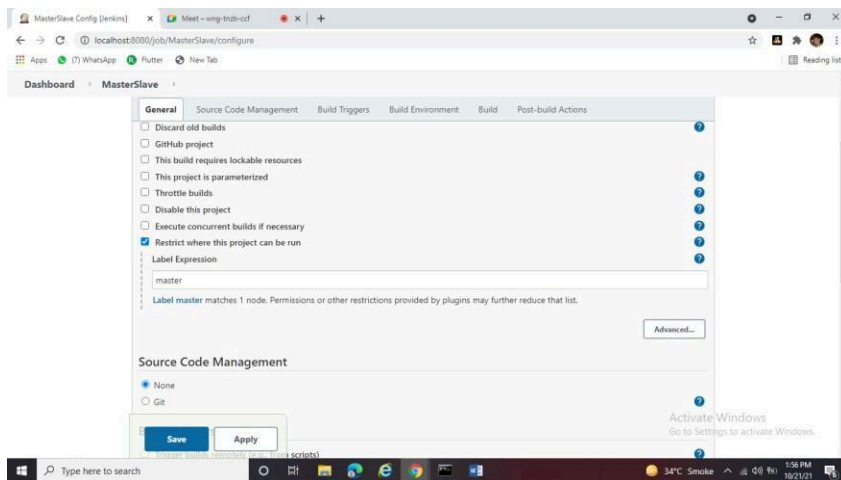 MasterSlave Config [Jenkins]
Meet – wng-tnzb-ccf
localhost:8080/job/MasterSlave/configure
Apps
(7) WhatsApp
Flutter
New Tab
Reading list
Dashboard
MasterSlave
General
Source Code Management
Build Triggers
Build Environment
Build
Post-build Actions
Discard old builds
GitHub project
This build requires lockable resources
This project is parameterized
Throttle builds
Disable this project
Execute concurrent builds if necessary
Restrict where this project can be run
Label Expression
master
Label master matches 1 node. Permissions or other restrictions provided by plugins may further reduce that list.
Advanced...
Source Code Management
None
Git
Activate Windows
Go to Settings to activate Windows.
Save
Apply
Trigger builds remotely (e.g., from scripts)
Type here to search
34°C Smoke
1:56 PM
10/21/21